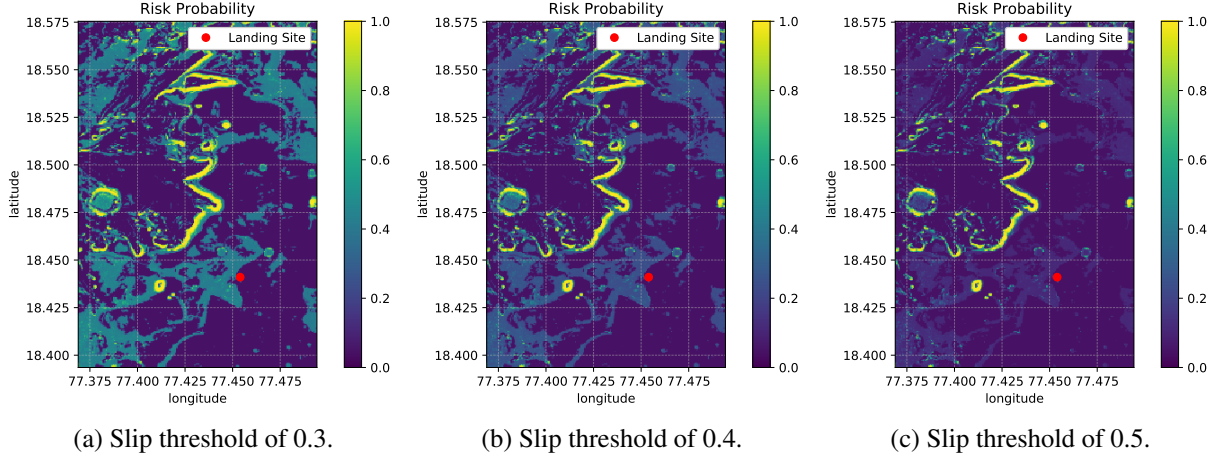 Risk Probability
Landing Site
18.575
18.550
18.525
18.500
18.475
18.450
18.425
18.400
latitude
77.375 77.400 77.425 77.450 77.475
longitude
1.0
0.8
0.6
0.4
0.2
0.0
(a) Slip threshold of 0.3.
Risk Probability
Landing Site
18.575
18.550
18.525
18.500
18.475
18.450
18.425
18.400
latitude
77.375 77.400 77.425 77.450 77.475
longitude
1.0
0.8
0.6
0.4
0.2
0.0
(b) Slip threshold of 0.4.
Risk Probability
Landing Site
18.575
18.550
18.525
18.500
18.475
18.450
18.425
18.400
latitude
77.375 77.400 77.425 77.450 77.475
longitude
1.0
0.8
0.6
0.4
0.2
0.0
(c) Slip threshold of 0.5.